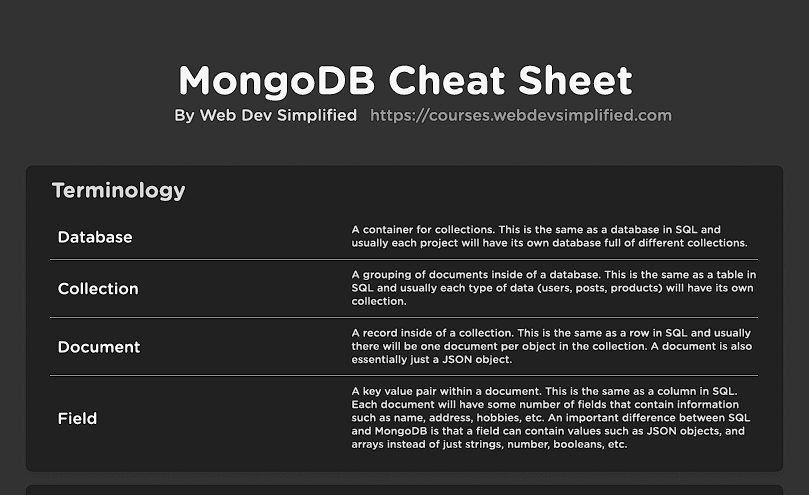 MongoDB Cheat Sheet
By Web Dev Simplified https://courses.webdevsimplified.com
Terminology
Database
A container for collections. This is the same as a database in SQL and
usually each project will have its own database full of different collections.
Collection
A grouping of documents inside of a database. This is the same as a table in
SQL and usually each type of data (users, posts, products) will have its own
collection.
Document
A record inside of a collection. This is the same as a row in SQL and usually
there will be one document per object in the collection. A document is also
essentially just a JSON object.
Field
A key value pair within a document. This is the same as a column in SQL.
Each document will have some number of fields that contain information
such as name, address, hobbies, etc. An important difference between SQL
and MongoDB is that a field can contain values such as JSON objects, and
arrays instead of just strings, number, booleans, etc.